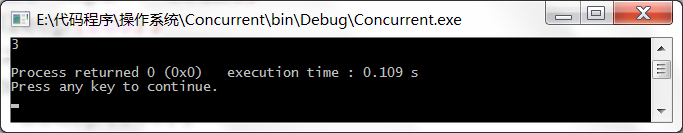 E:\代码程序\操作系统\Concurrent\bin\Debug\Concurrent.exe
3
Process returned 0 (0x0)   execution time : 0.109 s
Press any key to continue.